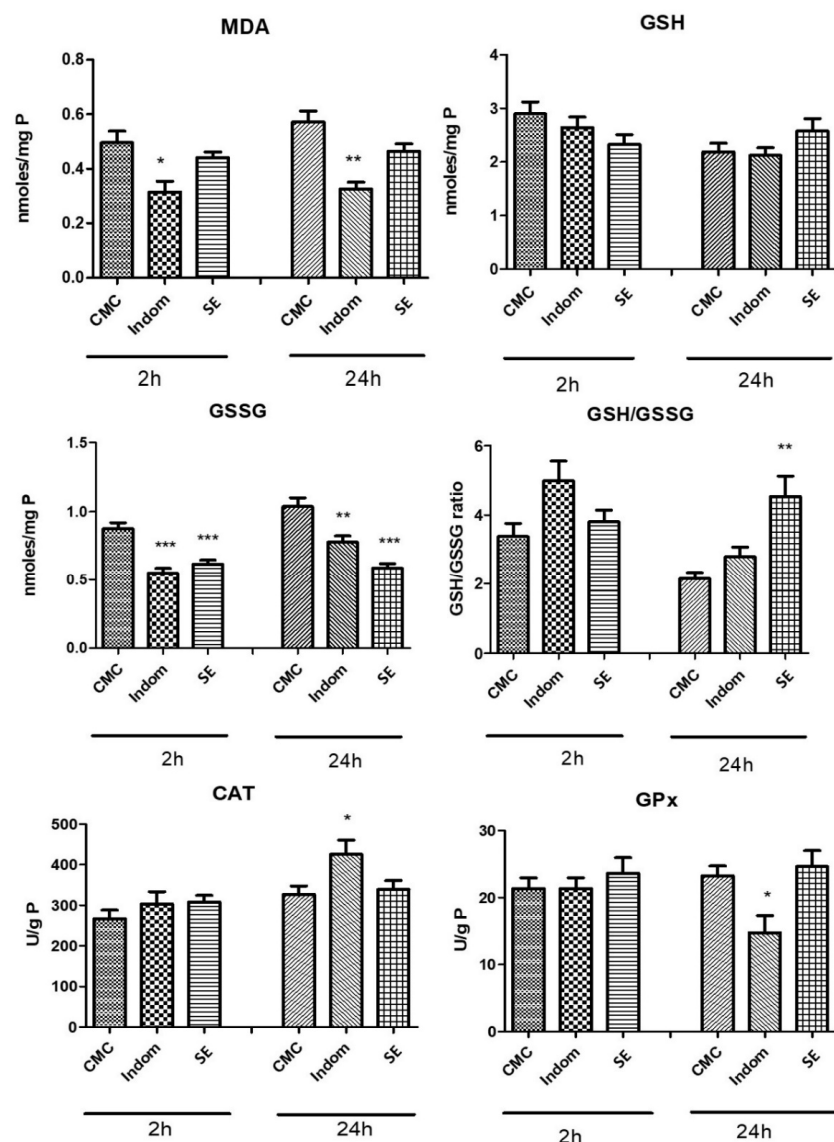 MDA
nmoles/mg P
0.8
0.6
0.4
0.2
0.0
*
**
CMC
Indom
SE
CMC
Indom
SE
2h
24h
GSH
nmoles/mg P
4
3
2
1
0
CMC
Indom
SE
CMC
Indom
SE
2h
24h
GSSG
nmoles/mg P
1.5
1.0
0.5
0.0
***
***
**
***
CMC
Indom
SE
CMC
Indom
SE
2h
24h
GSH/GSSG
GSH/GSSG ratio
6
4
2
0
**
CMC
Indom
SE
CMC
Indom
SE
2h
24h
CAT
U/g P
500
400
300
200
100
0
*
CMC
Indom
SE
CMC
Indom
SE
2h
24h
GPx
U/g P
30
20
10
0
*
CMC
Indom
SE
CMC
Indom
SE
2h
24h